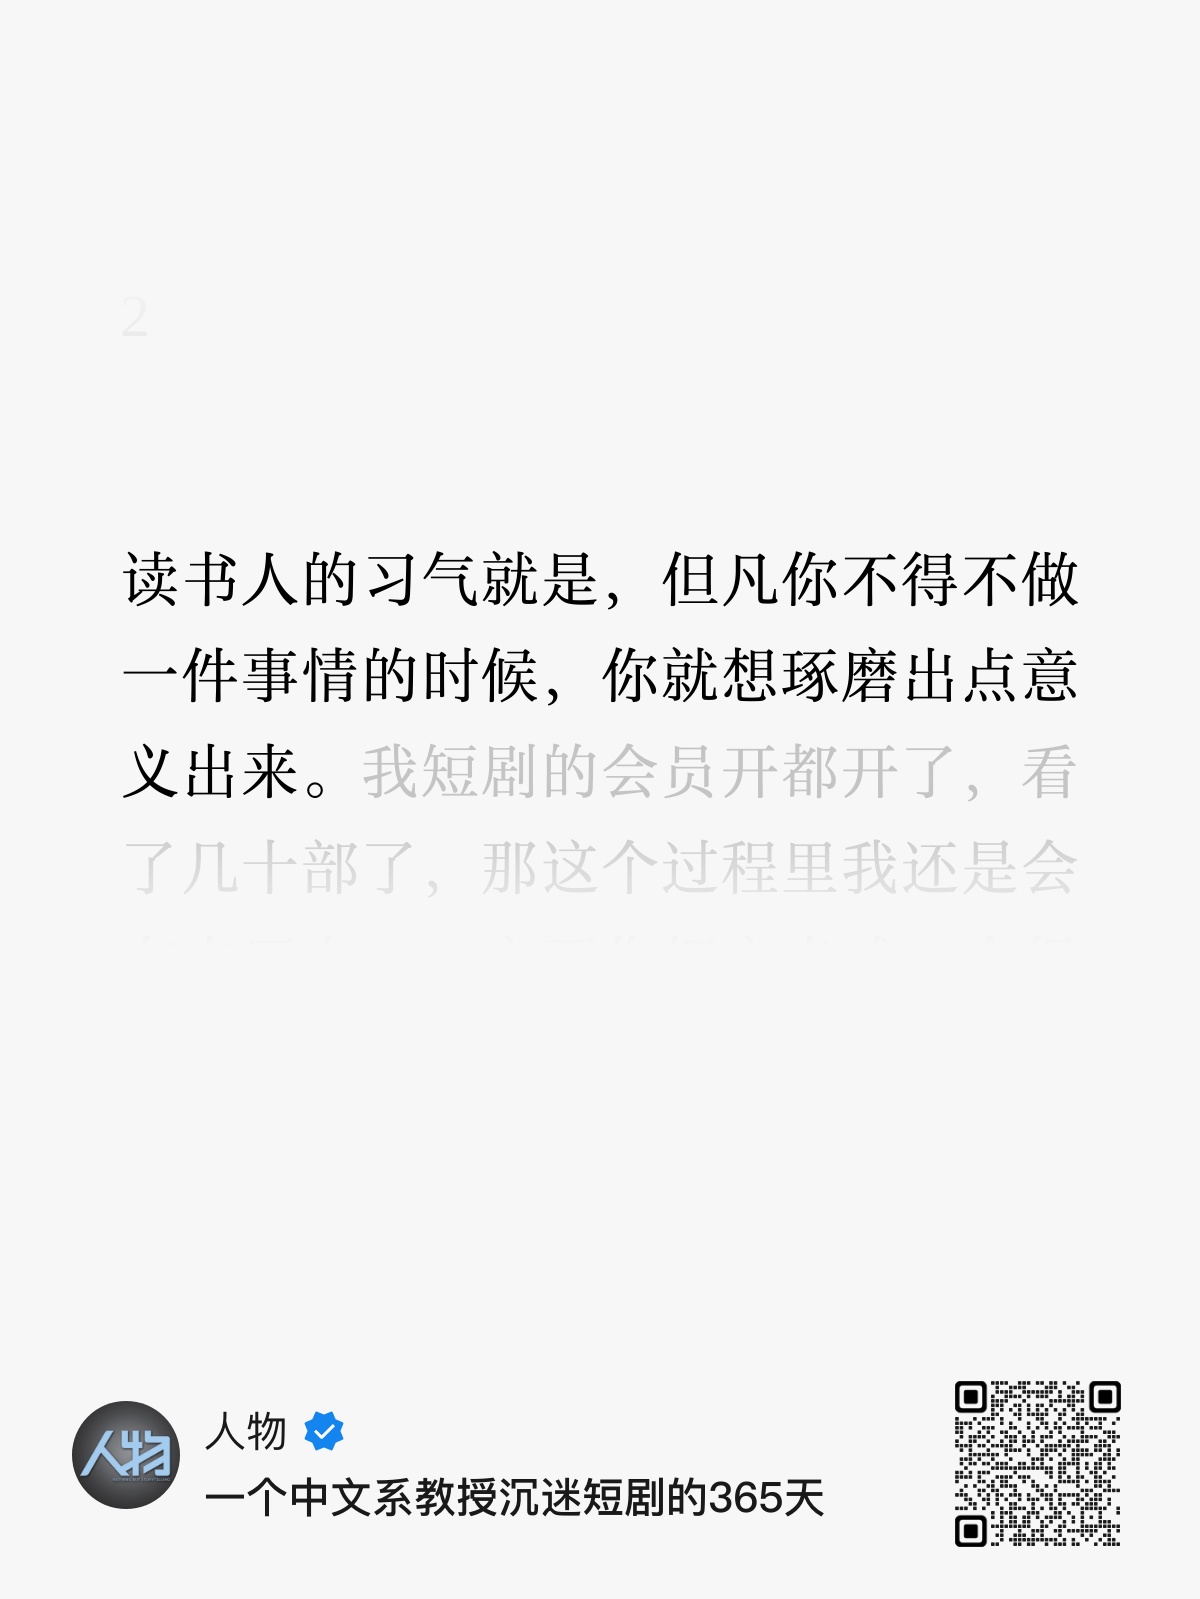 2
读书人的习气就是，但凡你不得不做
一件事情的时候，你就想琢磨出点意
义出来。我短剧的会员开都开了，看
了几十部了，那这个过程里我还是会
人物
人物
一个中文系教授沉迷短剧的365天